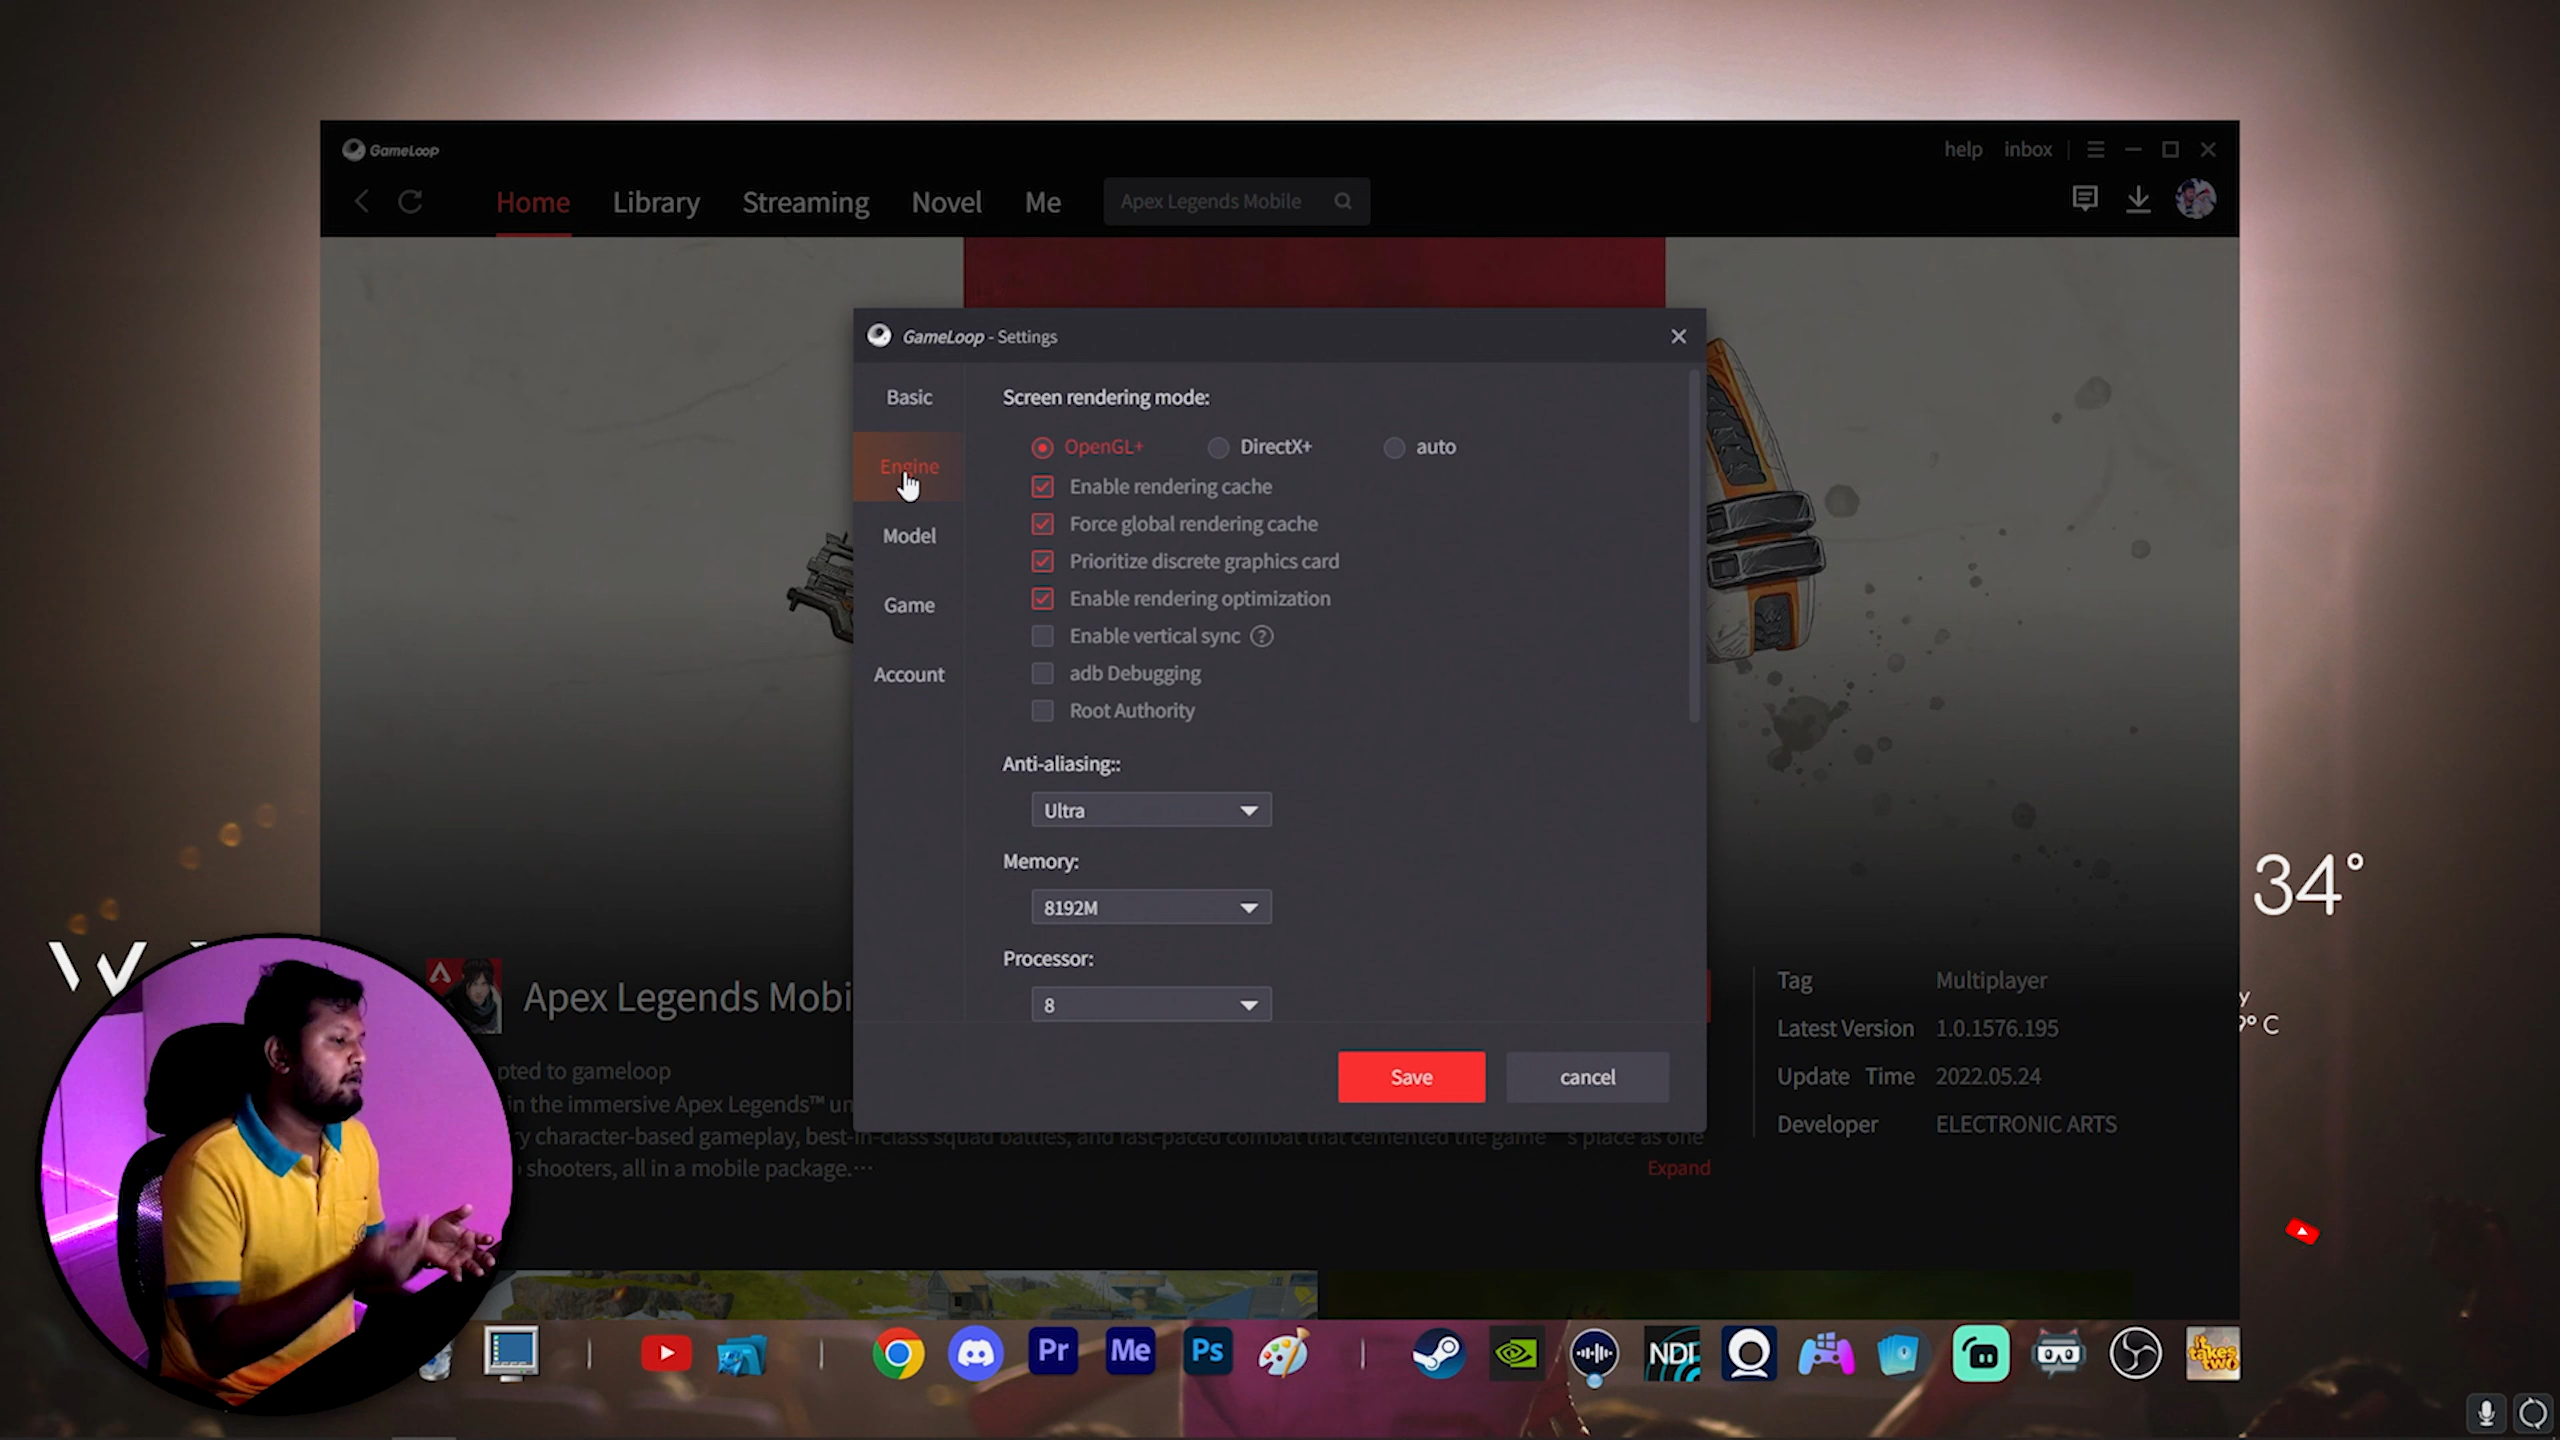 GameLoop
help inbox
Home Library Streaming Novel Me Apex Legends Mobile
GameLoop - Settings
Basic
Engine
Model
Game
Account
Screen rendering mode:
OpenGL+ DirectX+ auto
Enable rendering cache
Force global rendering cache
Prioritize discrete graphics card
Enable rendering optimization
Enable vertical sync ?
adb Debugging
Root Authority
Anti-aliasing::
Ultra
Memory:
8192M
Processor:
8
Save cancel
34°
° C
Apex Legends Mobi
pted to gameloop
in the immersive Apex Legends™ un
y character-based gameplay, best-in-class squad battles, and fast-paced combat that cemented the game 's place as one
shooters, all in a mobile package.···
Expand
Tag Multiplayer
Latest Version 1.0.1576.195
Update Time 2022.05.24
Developer ELECTRONIC ARTS
Pr Me Ps NDI it takes two